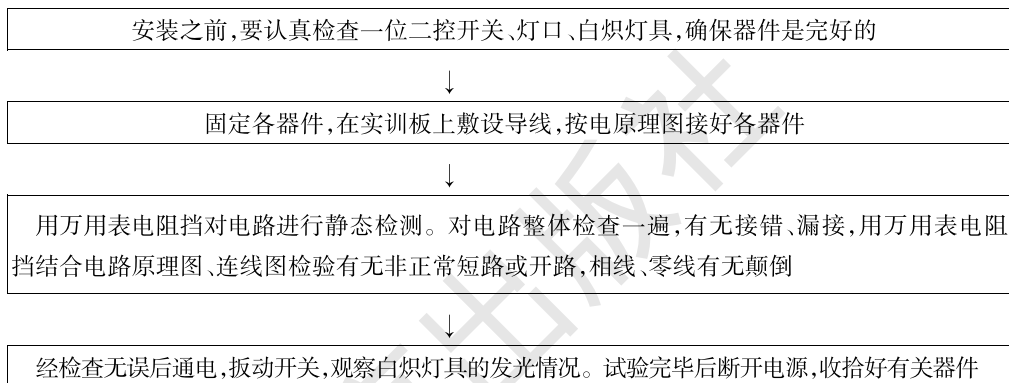 安装之前,要认真检查一位二控开关、灯口、白炽灯具,确保器件是完好的
↓
固定各器件,在实训板上敷设导线,按电原理图接好各器件
↓
用万用表电阻挡对电路进行静态检测。对电路整体检查一遍,有无接错、漏接,用万用表电阻
挡结合电路原理图、连线图检验有无非正常短路或开路,相线、零线有无颠倒
↓
经检查无误后通电,扳动开关,观察白炽灯具的发光情况。试验完毕后断开电源,收拾好有关器件
出版社